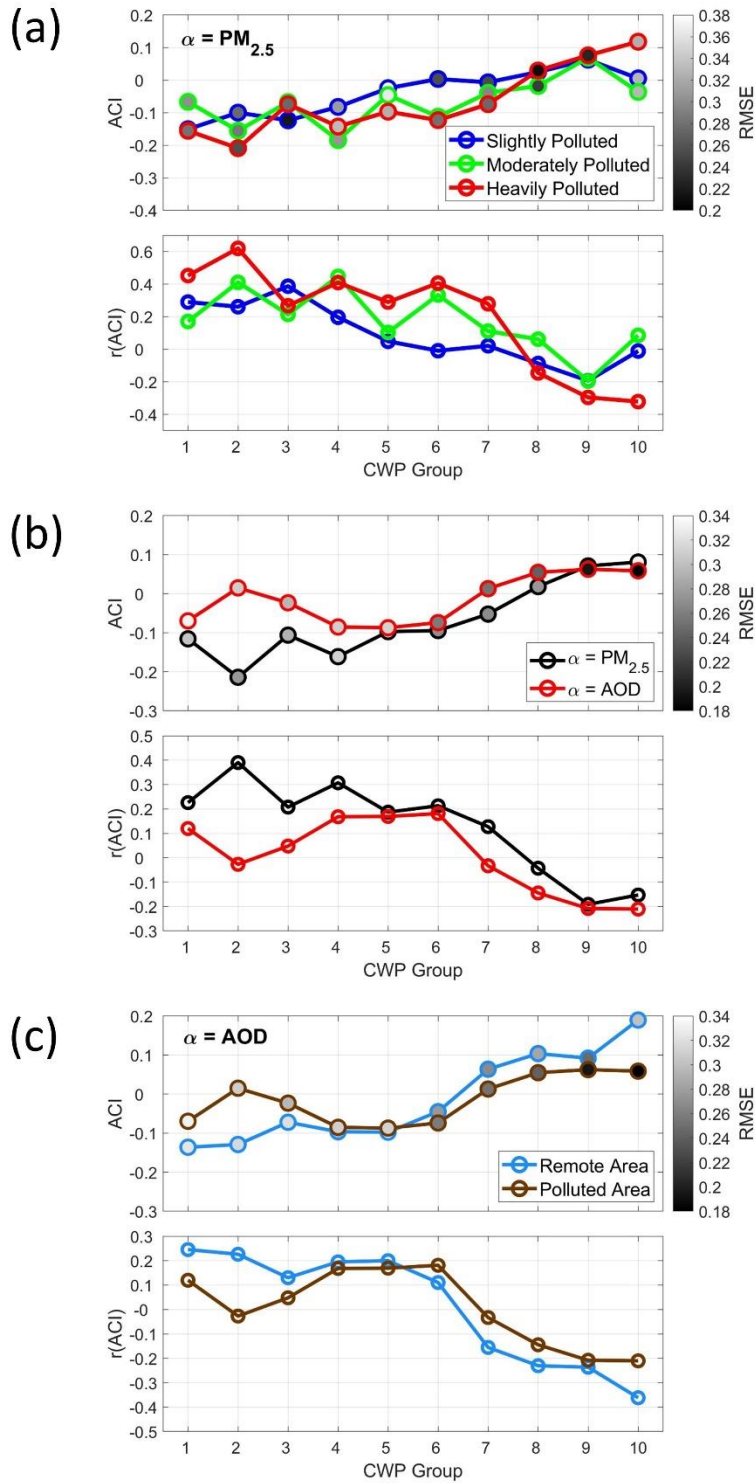 (a)
α = PM2.5
0.2
0.1
0
-0.1
-0.2
-0.3
-0.4
ACI
Slightly Polluted
Moderately Polluted
Heavily Polluted
0.38
0.36
0.34
0.32
0.3
0.28
0.26
0.24
0.22
0.2
RMSE
0.6
0.4
0.2
0
-0.2
-0.4
r(ACI)
1 2 3 4 5 6 7 8 9 10
CWP Group
(b)
0.2
0.1
0
-0.1
-0.2
-0.3
ACI
α = PM2.5
α = AOD
0.34
0.32
0.3
0.28
0.26
0.24
0.22
0.2
0.18
RMSE
0.5
0.4
0.3
0.2
0.1
0
-0.1
-0.2
-0.3
r(ACI)
1 2 3 4 5 6 7 8 9 10
CWP Group
(c)
α = AOD
0.2
0.1
0
-0.1
-0.2
-0.3
ACI
Remote Area
Polluted Area
0.34
0.32
0.3
0.28
0.26
0.24
0.22
0.2
0.18
RMSE
0.3
0.2
0.1
-0
-0.1
-0.2
-0.3
-0.4
-0.5
r(ACI)
1 2 3 4 5 6 7 8 9 10
CWP Group